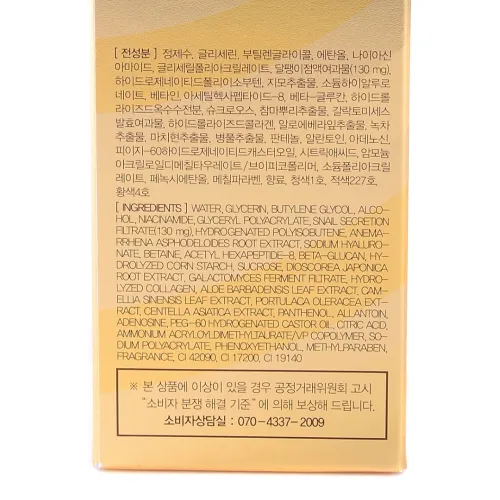 [ 전성분 ] 정제수, 글리세린, 부틸렌글라이콜, 에탄올, 나이아신
아마이드, 글리세릴폴리아크릴레이트, 달팽이점액여과물(130 mg),
하이드로제네이티드폴리이소부텐, 지모추출물, 소듐하이알루로
네이트, 베타인, 아세틸헥사펩타이드-8, 베타-글루칸, 하이드롤
라이즈드옥수수전분, 슈크로오스, 참마뿌리추출물, 갈락토미세스
발효여과물, 하이드롤라이즈드콜라겐, 알로에베라잎추출물, 녹차
추출물, 마치현추출물, 병풀추출물, 판테놀, 알란토인, 아데노신,
피이지-60하이드로제네이티드캐스터오일, 시트릭애씨드, 암모늄
아크릴로일디메칠타우레이트/브이피코폴리머, 소듐폴리아크릴
레이트, 페녹시에탄올, 메칠파라벤, 향료, 청색1호, 적색227호,
황색4호
[ INGREDIENTS ] WATER, GLYCERIN, BUTYLENE GLYCOL, ALCO-
HOL, NIACINAMIDE, GLYCERYL POLYACRYLATE, SNAIL SECRETION
FILTRATE(130 mg), HYDROGENATED POLYISOBUTENE, ANEMA-
RRHENA ASPHODELOIDES ROOT EXTRACT, SODIUM HYALURO-
NATE, BETAINE, ACETYL HEXAPEPTIDE-8, BETA-GLUCAN, HY-
DROLYZED CORN STARCH, SUCROSE, DIOSCOREA JAPONICA
ROOT EXTRACT, GALACTOMYCES FERMENT FILTRATE, HYDRO-
LYZED COLLAGEN, ALOE BARBADENSIS LEAF EXTRACT, CAM-
ELLIA SINENSIS LEAF EXTRACT, PORTULACA OLERACEA EXT-
RACT, CENTELLA ASIATICA EXTRACT, PANTHENOL, ALLANTOIN,
ADENOSINE, PEG-60 HYDROGENATED CASTOR OIL, CITRIC ACID,
AMMONIUM ACRYLOYLDIMETHYLTAURATE/VP COPOLYMER, SO-
DIUM POLYACRYLATE, PHENOXYETHANOL, METHYLPARABEN,
FRAGRANCE, CI 42090, CI 17200, CI 19140
※ 본 상품에 이상이 있을 경우 공정거래위원회 고시
"소비자 분쟁 해결 기준" 에 의해 보상해 드립니다.
소비자상담실 : 070-4337-2009